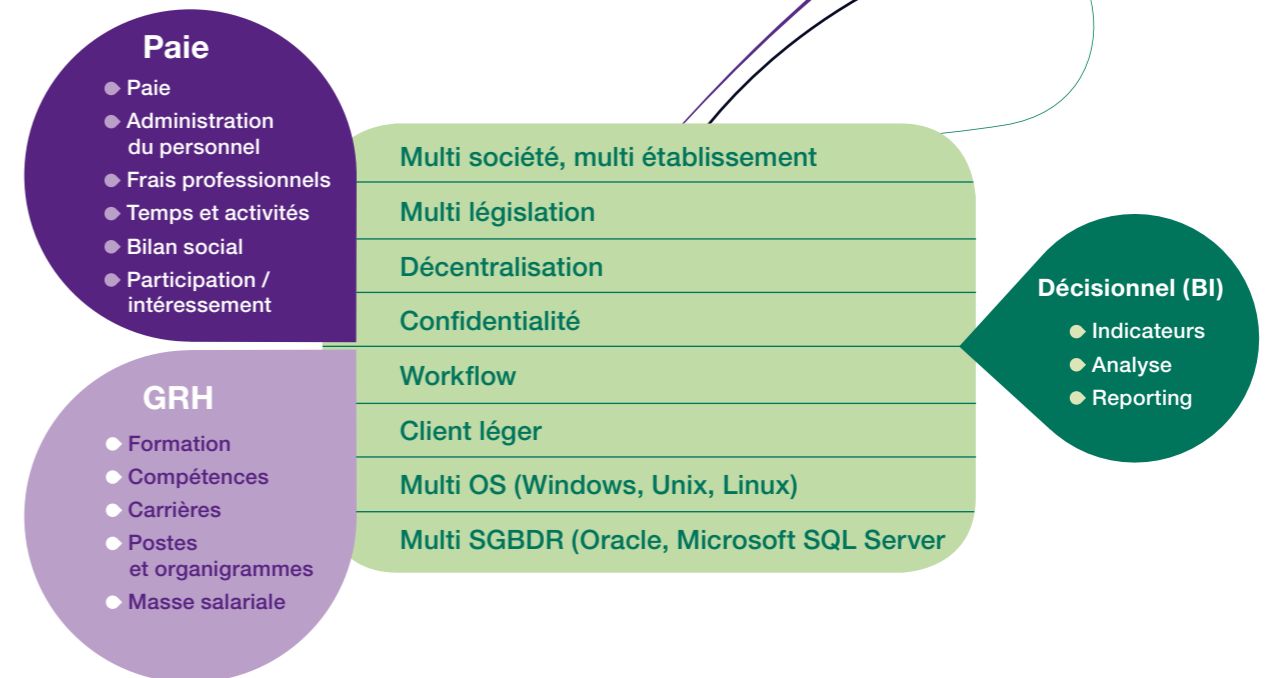 Paie
Paie
Administration
du personnel
Frais professionnels
Temps et activités
Bilan social
Participation /
intéressement
GRH
Formation
Compétences
Carrières
Postes
et organigrammes
Masse salariale
Multi société, multi établissement
Multi législation
Décentralisation
Confidentialité
Workflow
Client léger
Multi OS (Windows, Unix, Linux)
Multi SGBDR (Oracle, Microsoft SQL Server
Décisionnel (BI)
Indicateurs
Analyse
Reporting